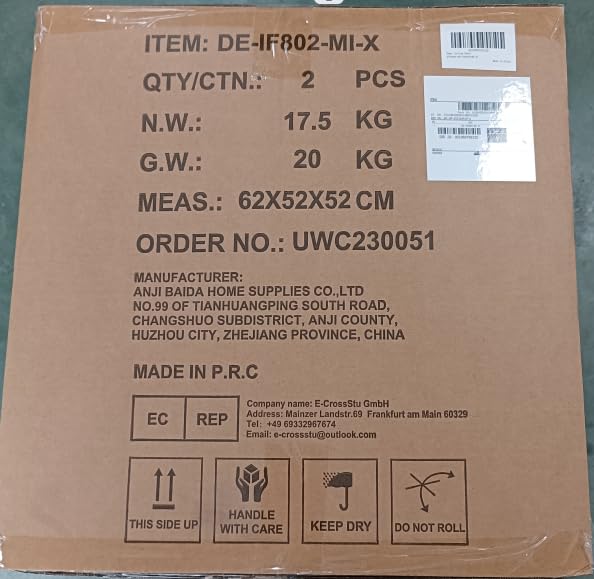 ITEM: DE-IF802-MI-X
QTY/CTN.: 2 PCS
N.W.: 17.5 KG
G.W.: 20 KG
MEAS.: 62X52X52 CM
ORDER NO.: UWC230051
MANUFACTURER:
ANJI BAIDA HOME SUPPLIES CO.,LTD
NO.99 OF TIANHUANGPING SOUTH ROAD,
CHANGSHUO SUBDISTRICT, ANJI COUNTY,
HUZHOU CITY, ZHEJIANG PROVINCE, CHINA
MADE IN P.R.C
EC REP
Company name: E-CrossStu GmbH
Address: Mainzer Landstr.69 Frankfurt am Main 60329
Tel: +49 69332967674
Email: e-crossstu@outlook.com
THIS SIDE UP
HANDLE
WITH CARE
KEEP DRY
DO NOT ROLL